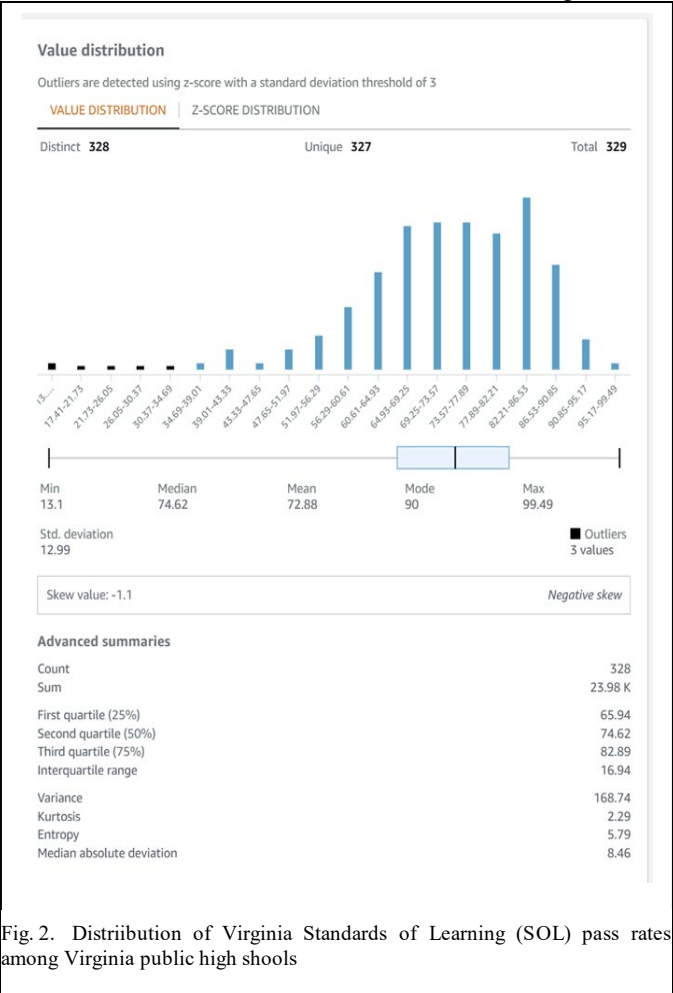 Value distribution
Outliers are detected using z-score with a standard deviation threshold of 3
VALUE DISTRIBUTION Z-SCORE DISTRIBUTION
Distinct 328 Unique 327 Total 329
13.... 17.41-21.73 21.73-26.05 26.05-30.37 30.37-34.69 34.69-39.01 39.01-43.33 43.33-47.65 47.65-51.97 51.97-56.29 56.29-60.61 60.61-64.93 64.93-69.25 69.25-73.57 73.57-77.89 77.89-82.21 82.21-86.53 86.53-90.85 90.85-95.17 95.17-99.49
Min Median Mean Mode Max
13.1 74.62 72.88 90 99.49
Std. deviation Outliers
12.99 3 values
Skew value: -1.1 Negative skew
Advanced summaries
Count 328
Sum 23.98 K
First quartile (25%) 65.94
Second quartile (50%) 74.62
Third quartile (75%) 82.89
Interquartile range 16.94
Variance 168.74
Kurtosis 2.29
Entropy 5.79
Median absolute deviation 8.46
Fig. 2. Distriibution of Virginia Standards of Learning (SOL) pass rates
among Virginia public high shools